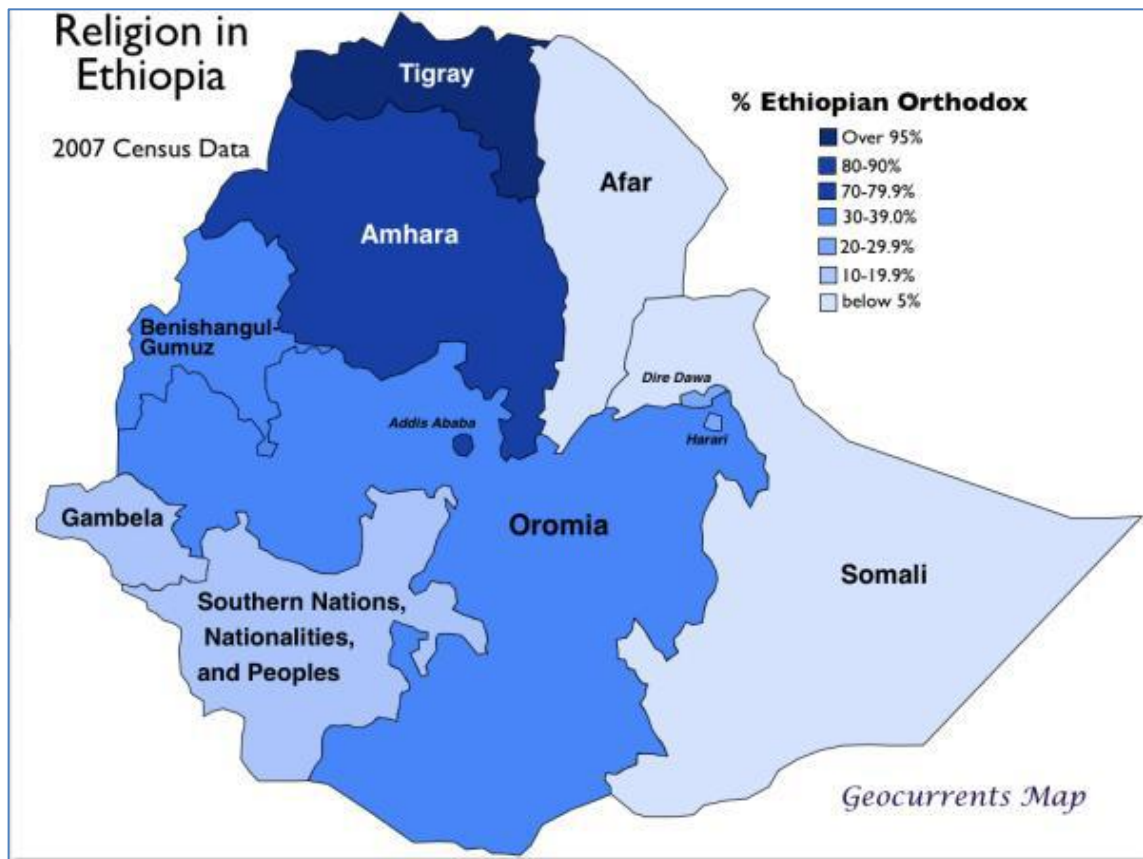 Religion in
Ethiopia
2007 Census Data
% Ethiopian Orthodox
Over 95%
80-90%
70-79.9%
30-39.0%
20-29.9%
10-19.9%
below 5%
Tigray
Afar
Amhara
Benishangul-
Gumuz
Dire Dawa
Addis Ababa
Harari
Gambela
Oromia
Somali
Southern Nations,
Nationalities,
and Peoples
Geocurrents Map